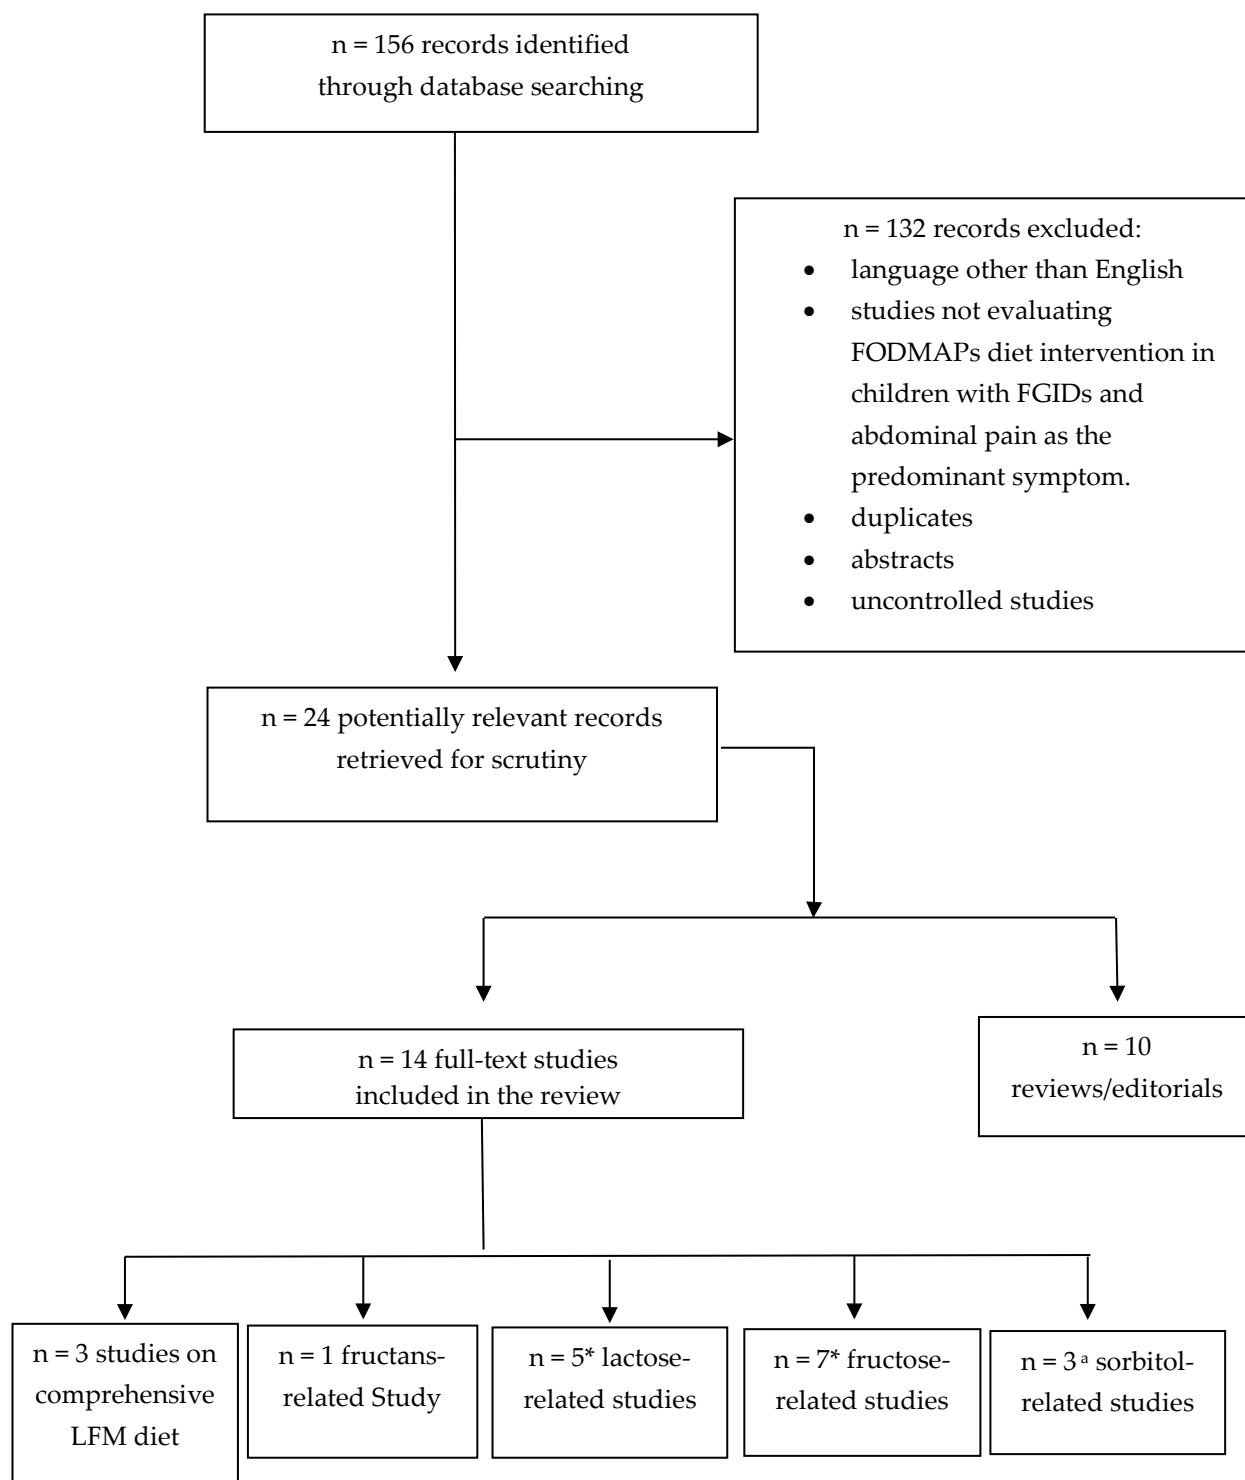 n = 156 records identified
through database searching
n = 132 records excluded:
• language other than English
• studies not evaluating
FODMAPs diet intervention in
children with FGIDs and
abdominal pain as the
predominant symptom.
• duplicates
• abstracts
• uncontrolled studies
n = 24 potentially relevant records
retrieved for scrutiny
n = 14 full-text studies
included in the review
n = 10
reviews/editorials
n = 3 studies on
comprehensive
LFM diet
n = 1 fructans-
related Study
n = 5* lactose-
related studies
n = 7* fructose-
related studies
n = 3 a sorbitol-
related studies